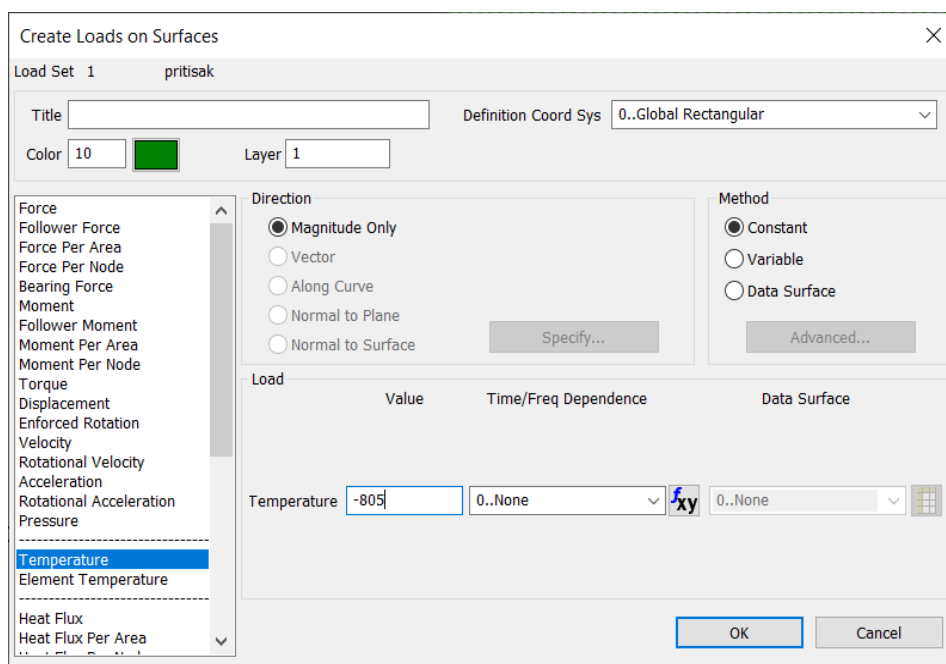 Create Loads on Surfaces
Load Set 1 pritisak
Title
Definition Coord Sys 0..Global Rectangular
Color 10
Layer 1
Force
Follower Force
Force Per Area
Force Per Node
Bearing Force
Moment
Follower Moment
Moment Per Area
Moment Per Node
Torque
Displacement
Enforced Rotation
Velocity
Rotational Velocity
Acceleration
Rotational Acceleration
Pressure
Temperature
Element Temperature
Heat Flux
Heat Flux Per Area
Direction
Magnitude Only
Vector
Along Curve
Normal to Plane
Normal to Surface
Specify...
Method
Constant
Variable
Data Surface
Advanced...
Load
Value Time/Freq Dependence Data Surface
Temperature -805 0..None fxy 0..None
OK Cancel